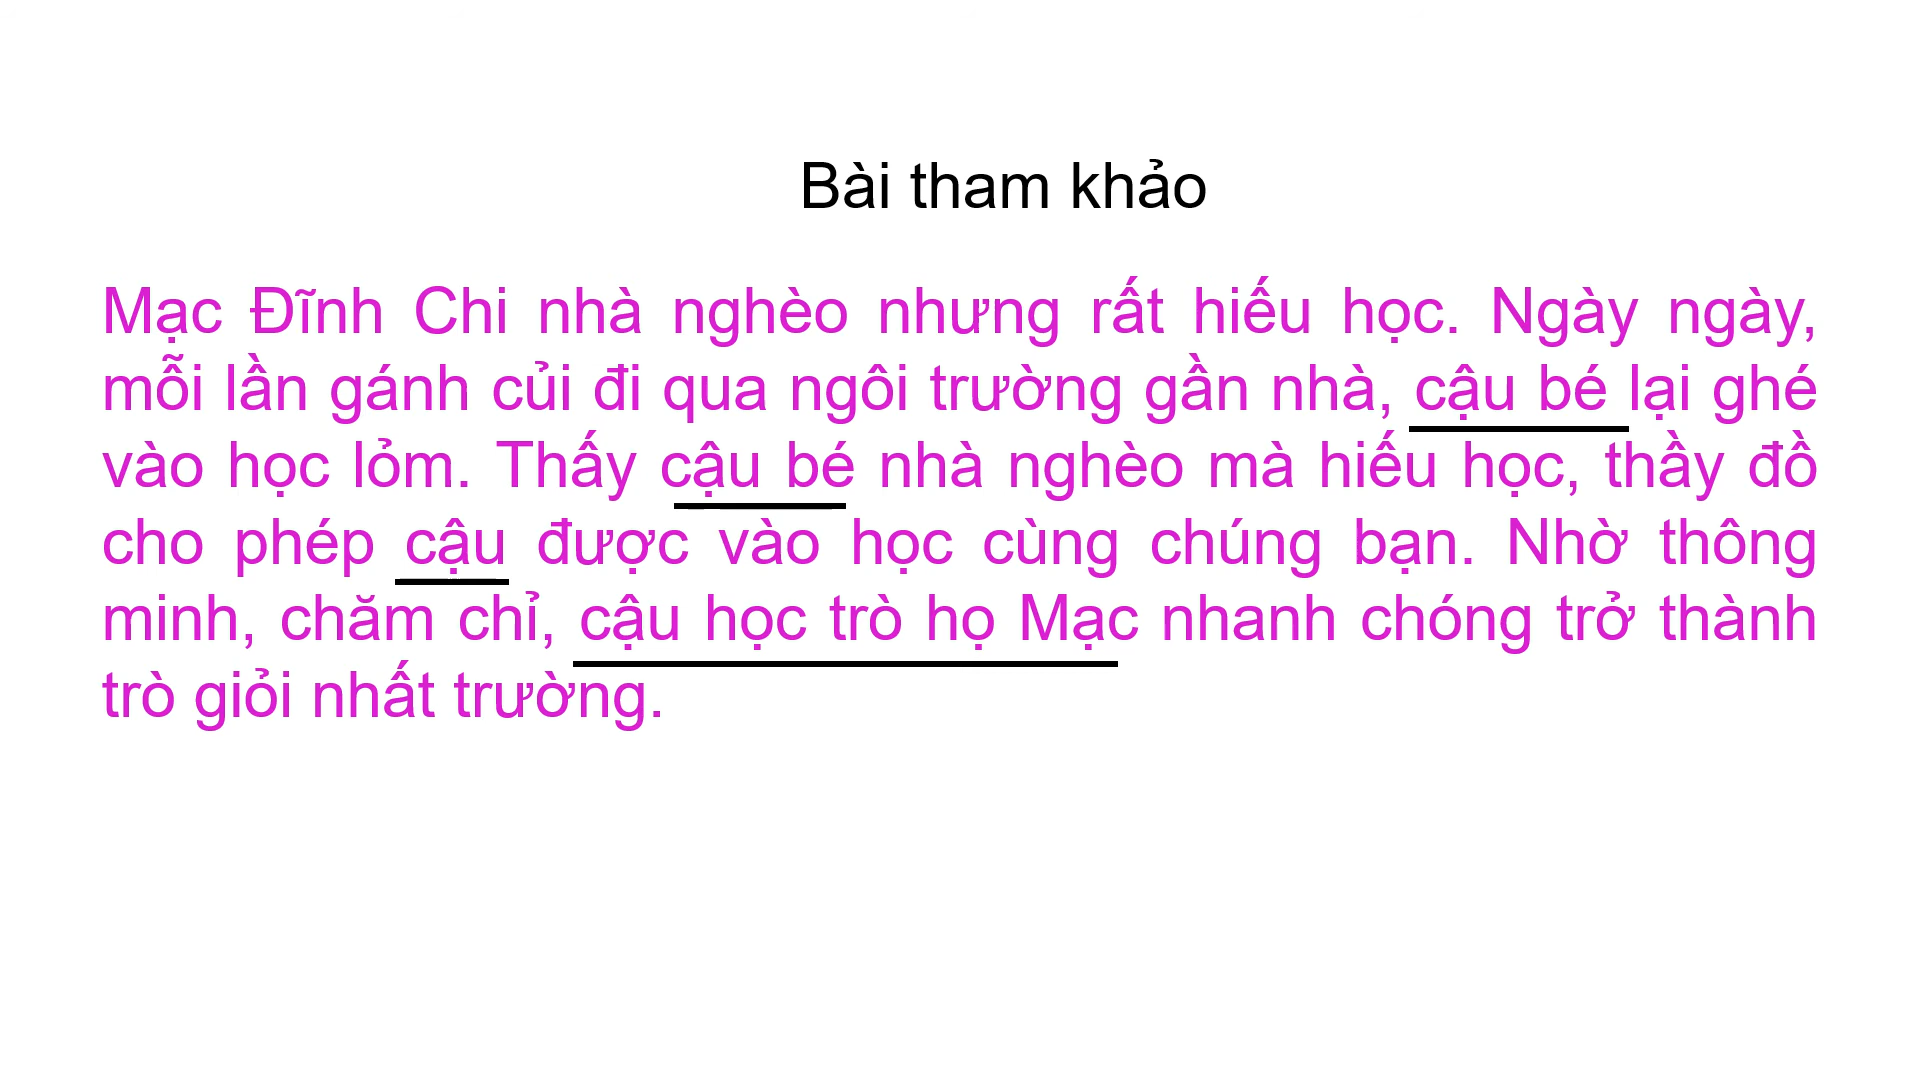 Bài tham khảo
Mạc Đĩnh Chi nhà nghèo nhưng rất hiếu học. Ngày ngày,
mỗi lần gánh củi đi qua ngôi trường gần nhà, cậu bé lại ghé
vào học lỏm. Thấy cậu bé nhà nghèo mà hiếu học, thầy đồ
cho phép cậu được vào học cùng chúng bạn. Nhờ thông
minh, chăm chỉ, cậu học trò họ Mạc nhanh chóng trở thành
trò giỏi nhất trường.